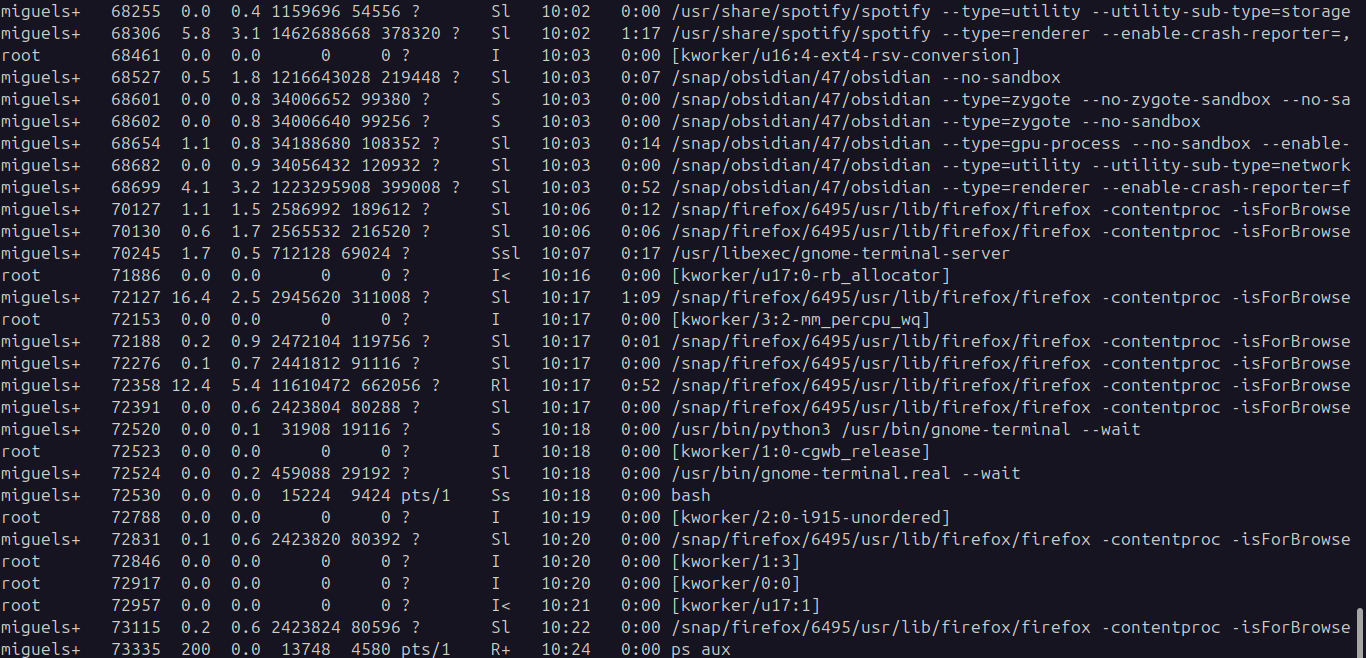 miguels+   68255  0.0  0.4 1159696 54556 ?       Sl   10:02   0:00 /usr/share/spotify/spotify --type=utility --utility-sub-type=storage
miguels+   68306  5.8  3.1 1462688668 378320 ?   Sl   10:02   1:17 /usr/share/spotify/spotify --type=renderer --enable-crash-reporter=,
root       68461  0.0  0.0      0     0 ?        I    10:03   0:00 [kworker/u16:4-ext4-rsv-conversion]
miguels+   68527  0.5  1.8 1216643028 219448 ?   Sl   10:03   0:07 /snap/obsidian/47/obsidian --no-sandbox
miguels+   68601  0.0  0.8 34006652 99380 ?      S    10:03   0:00 /snap/obsidian/47/obsidian --type=zygote --no-zygote-sandbox --no-sa
miguels+   68602  0.0  0.8 34006640 99256 ?      S    10:03   0:00 /snap/obsidian/47/obsidian --type=zygote --no-sandbox
miguels+   68654  1.1  0.8 34188680 108352 ?     Sl   10:03   0:14 /snap/obsidian/47/obsidian --type=gpu-process --no-sandbox --enable-
miguels+   68682  0.0  0.9 34056432 120932 ?     Sl   10:03   0:00 /snap/obsidian/47/obsidian --type=utility --utility-sub-type=network
miguels+   68699  4.1  3.2 1223295908 399008 ?   Sl   10:03   0:52 /snap/obsidian/47/obsidian --type=renderer --enable-crash-reporter=f
miguels+   70127  1.1  1.5 2586992 189612 ?      Sl   10:06   0:12 /snap/firefox/6495/usr/lib/firefox/firefox -contentproc -isForBrowse
miguels+   70130  0.6  1.7 2565532 216520 ?      Sl   10:06   0:06 /snap/firefox/6495/usr/lib/firefox/firefox -contentproc -isForBrowse
miguels+   70245  1.7  0.5 712128 69024 ?        Ssl  10:07   0:17 /usr/libexec/gnome-terminal-server
root       71886  0.0  0.0      0     0 ?        I<   10:16   0:00 [kworker/u17:0-rb_allocator]
miguels+   72127 16.4  2.5 2945620 311008 ?      Sl   10:17   1:09 /snap/firefox/6495/usr/lib/firefox/firefox -contentproc -isForBrowse
root       72153  0.0  0.0      0     0 ?        I    10:17   0:00 [kworker/3:2-mm_percpu_wq]
miguels+   72188  0.2  0.9 2472104 119756 ?      Sl   10:17   0:01 /snap/firefox/6495/usr/lib/firefox/firefox -contentproc -isForBrowse
miguels+   72276  0.1  0.7 2441812 91116 ?       Sl   10:17   0:00 /snap/firefox/6495/usr/lib/firefox/firefox -contentproc -isForBrowse
miguels+   72358 12.4  5.4 11610472 662056 ?     Rl   10:17   0:52 /snap/firefox/6495/usr/lib/firefox/firefox -contentproc -isForBrowse
miguels+   72391  0.0  0.6 2423804 80288 ?       Sl   10:17   0:00 /snap/firefox/6495/usr/lib/firefox/firefox -contentproc -isForBrowse
miguels+   72520  0.0  0.1  31908 19116 ?        S    10:18   0:00 /usr/bin/python3 /usr/bin/gnome-terminal --wait
root       72523  0.0  0.0      0     0 ?        I    10:18   0:00 [kworker/1:0-cgwb_release]
miguels+   72524  0.0  0.2 459088 29192 ?        Sl   10:18   0:00 /usr/bin/gnome-terminal.real --wait
miguels+   72530  0.0  0.0  15224  9424 pts/1    Ss   10:18   0:00 bash
root       72788  0.0  0.0      0     0 ?        I    10:19   0:00 [kworker/2:0-i915-unordered]
miguels+   72831  0.1  0.6 2423820 80392 ?       Sl   10:20   0:00 /snap/firefox/6495/usr/lib/firefox/firefox -contentproc -isForBrowse
root       72846  0.0  0.0      0     0 ?        I    10:20   0:00 [kworker/1:3]
root       72917  0.0  0.0      0     0 ?        I    10:20   0:00 [kworker/0:0]
root       72957  0.0  0.0      0     0 ?        I<   10:21   0:00 [kworker/u17:1]
miguels+   73115  0.2  0.6 2423824 80596 ?       Sl   10:22   0:00 /snap/firefox/6495/usr/lib/firefox/firefox -contentproc -isForBrowse
miguels+   73335  200  0.0  13748  4580 pts/1    R+   10:24   0:00 ps aux